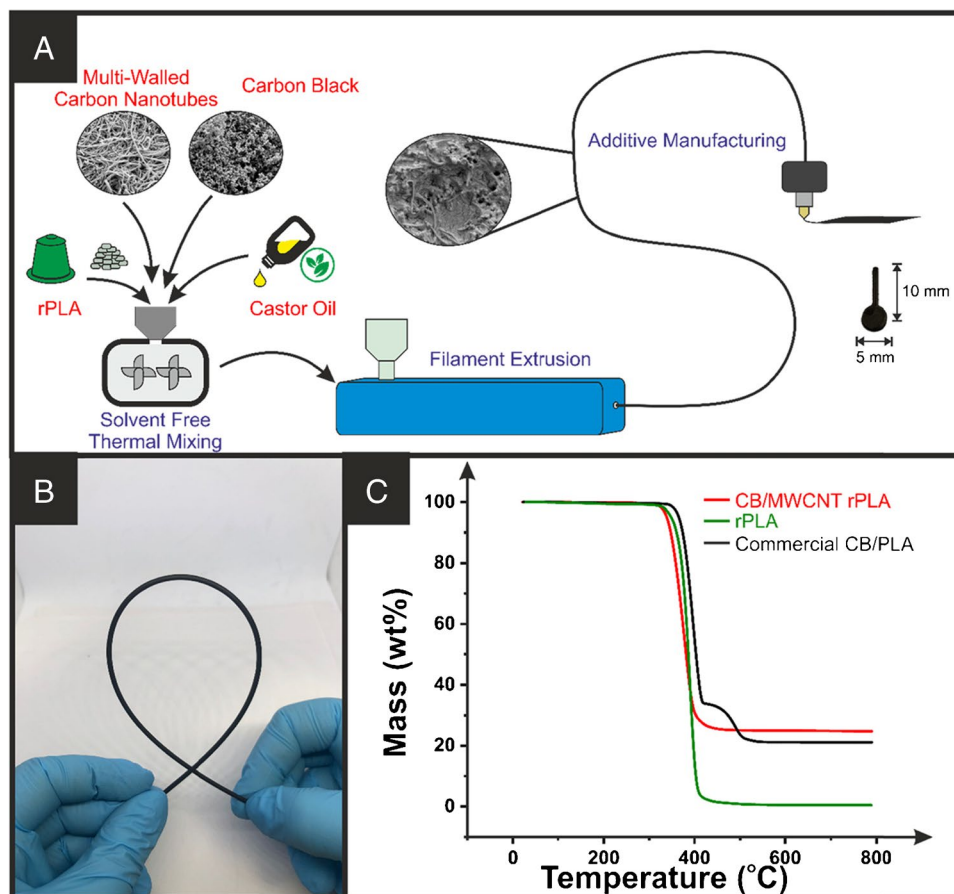 A
Multi-Walled
Carbon Nanotubes
Carbon Black
rPLA
Castor Oil
Solvent Free
Thermal Mixing
Filament Extrusion
Additive Manufacturing
10 mm
5 mm
B
C
CB/MWCNT rPLA
rPLA
Commercial CB/PLA
Mass (wt%)
100
80
60
40
20
0
0
200
400
600
800
Temperature (°C)